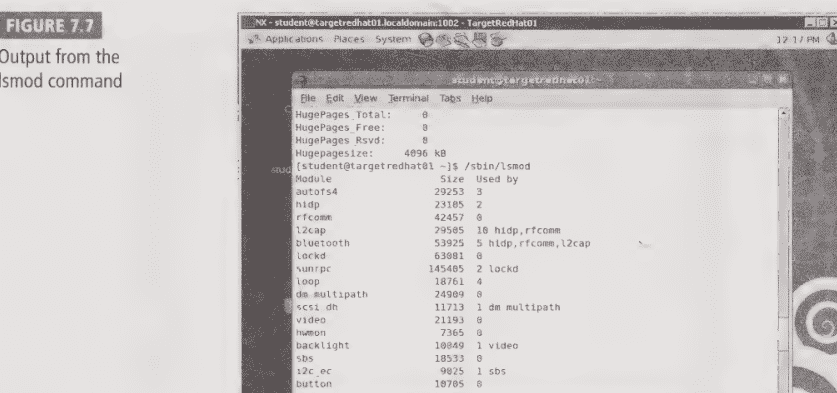 FIGURE 7.7
Output from the
lsmod command
NX - student@targetredhat01.localdomain:1002 - TargetRedHat01
Applications Places System
12:17 PM
student@targetredhat01:~
File Edit View Terminal Tabs Help
HugePages_Total: 0
HugePages_Free: 0
HugePages_Rsvd: 0
Hugepagesize: 4096 kB
[student@targetredhat01 ~]$ /sbin/lsmod
Module Size Used by
autofs4 29253 3
hidp 23105 2
rfcomm 42457 0
l2cap 29505 10 hidp,rfcomm
bluetooth 53925 5 hidp,rfcomm,l2cap
lockd 63081 0
sunrpc 145405 2 lockd
loop 18761 4
dm_multipath 24909 0
scsi_dh 11713 1 dm_multipath
video 21193 0
hwmon 7365 0
backlight 10049 1 video
sbs 18533 0
i2c_ec 9025 1 sbs
button 10705 0